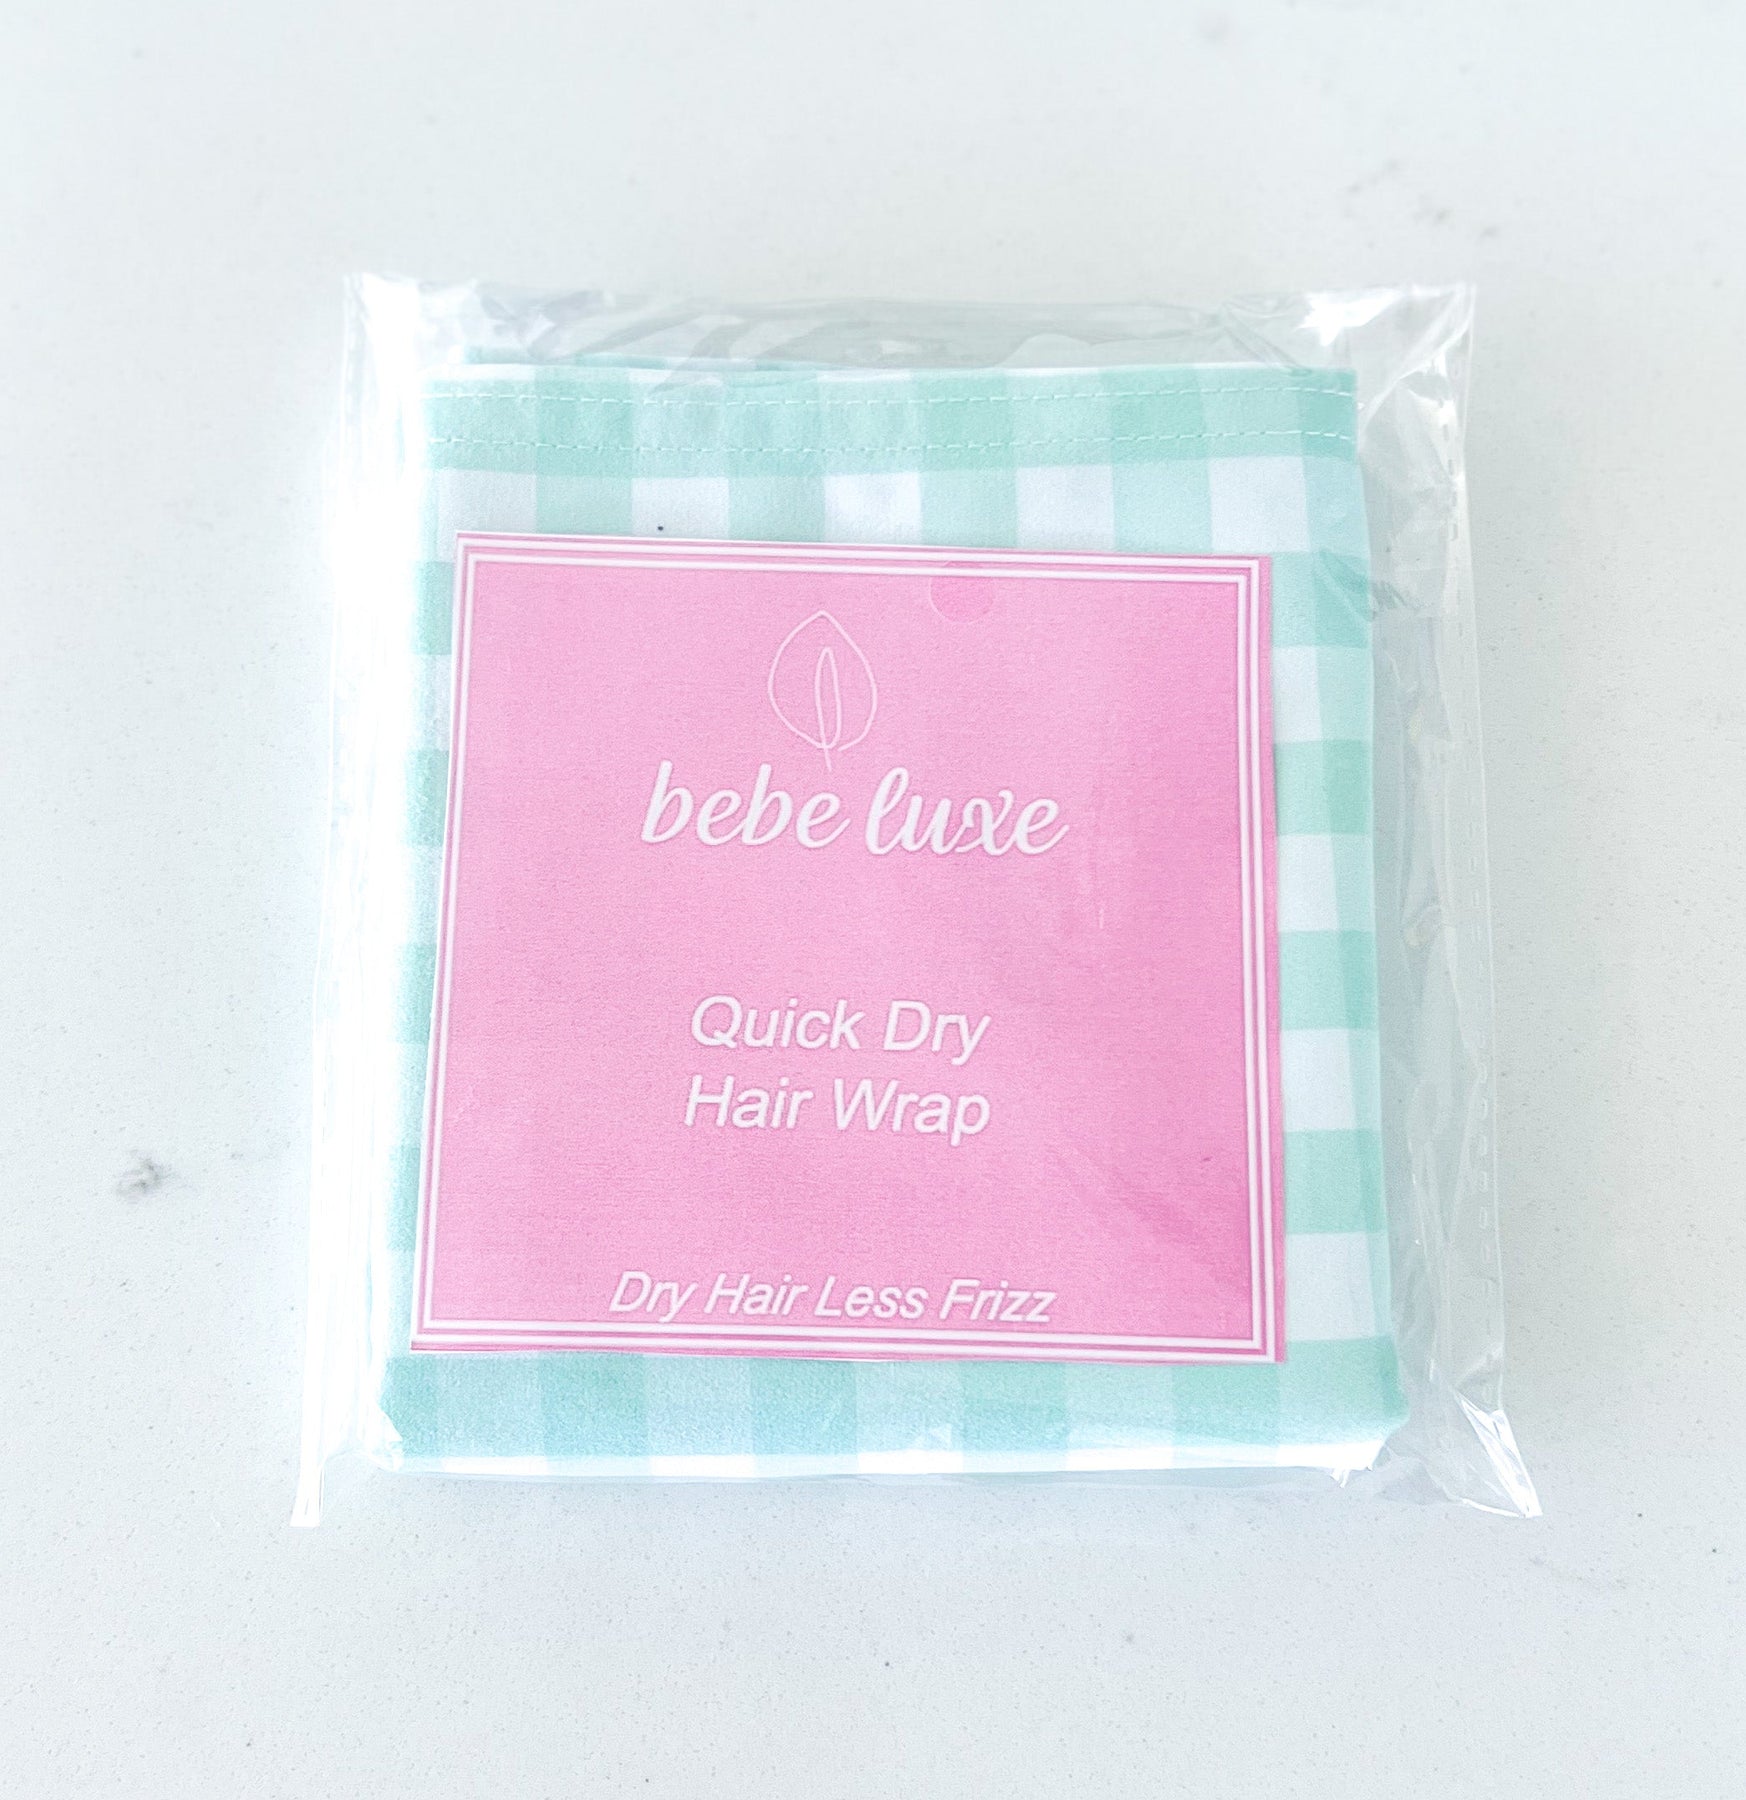 bebe luxe
Quick Dry
Hair Wrap
Dry Hair Less Frizz